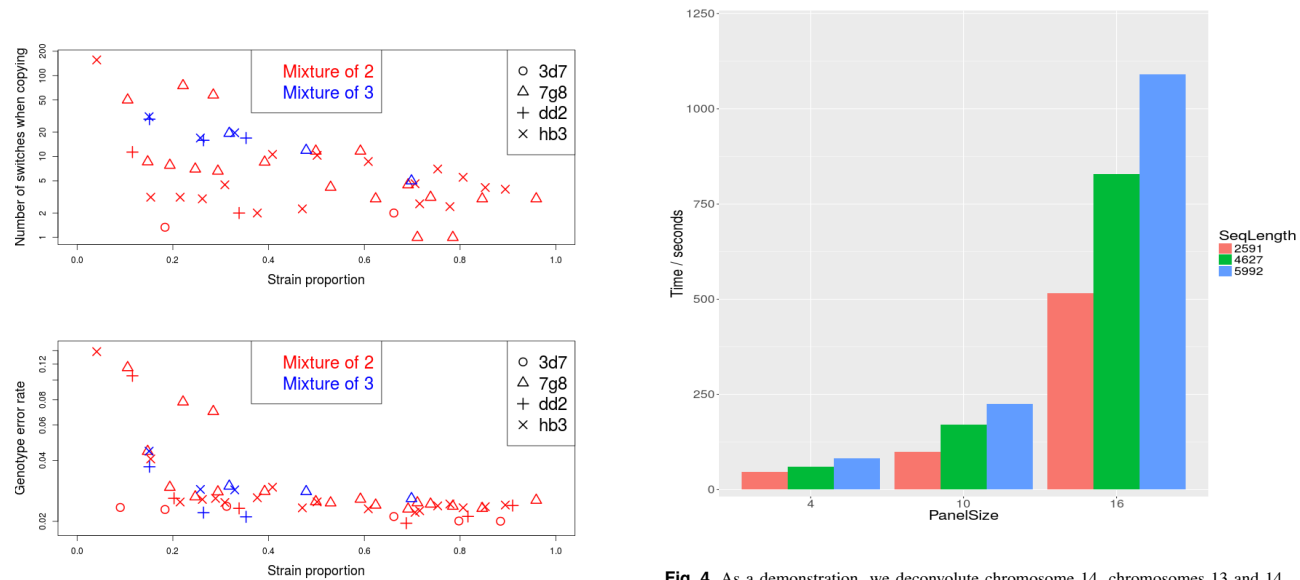 Number of switches when copying
200
100
50
20
10
5
2
1
Mixture of 2
Mixture of 3
3d7
7g8
dd2
hb3
0.0 0.2 0.4 0.6 0.8 1.0
Strain proportion
Genotype error rate
0.12
0.08
0.06
0.04
0.02
Mixture of 2
Mixture of 3
3d7
7g8
dd2
hb3
0.0 0.2 0.4 0.6 0.8 1.0
Strain proportion
Time / seconds
1250
1000
750
500
250
0
4 10 16
PanelSize
SeqLength
2591
4627
5992
Fig. 4. As a demonstration, we deconvolute chromosome 14, chromosomes 13 and 14